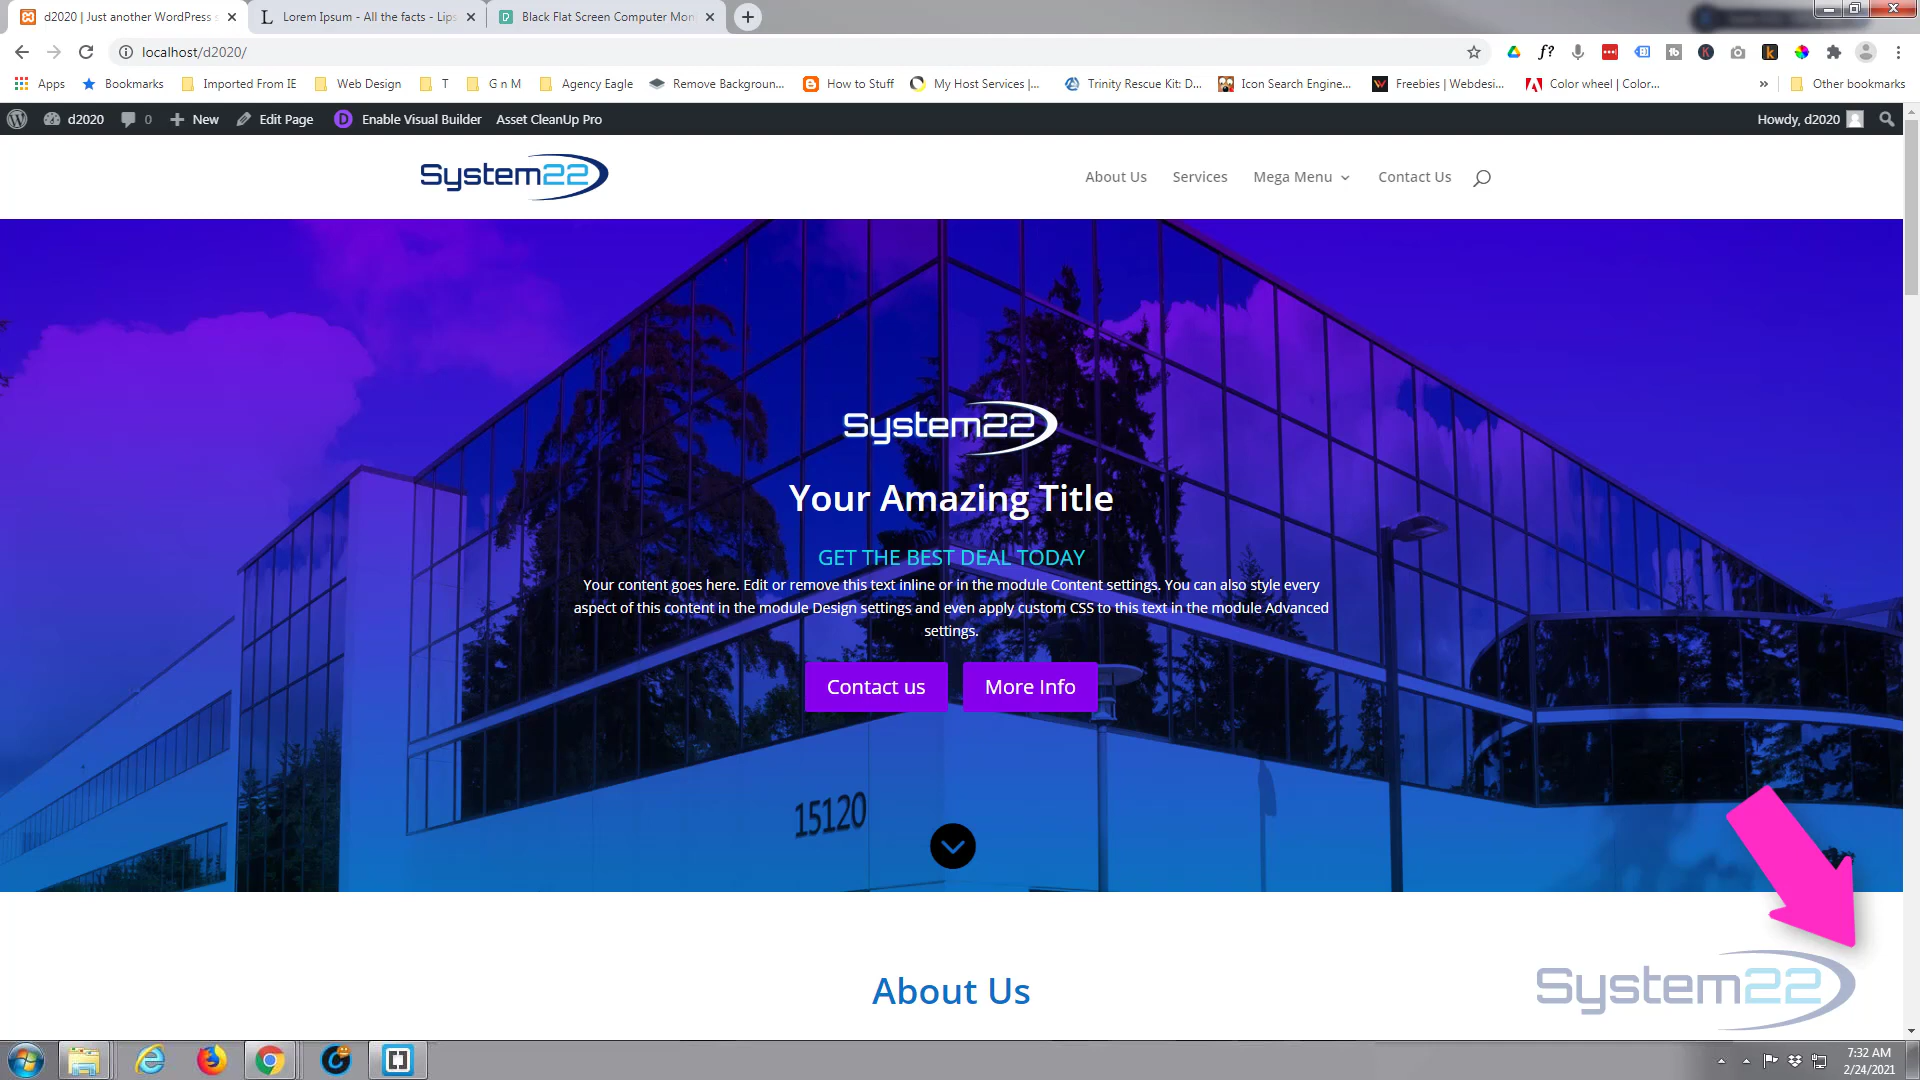 d2020 | Just another WordPress s
Lorem Ipsum - All the facts - Lips
Black Flat Screen Computer Mon
localhost/d2020/
Apps Bookmarks Imported From IE Web Design T G n M Agency Eagle Remove Backgroun... How to Stuff My Host Services |... Trinity Rescue Kit: D... Icon Search Engine... Freebies | Webdesi... Color wheel | Color... » Other bookmarks
d2020 0 New Edit Page Enable Visual Builder Asset CleanUp Pro Howdy, d2020
System22 About Us Services Mega Menu Contact Us
System22
Your Amazing Title
GET THE BEST DEAL TODAY
Your content goes here. Edit or remove this text inline or in the module Content settings. You can also style every
aspect of this content in the module Design settings and even apply custom CSS to this text in the module Advanced
settings.
Contact us More Info
15120
About Us
System22
7:32 AM
2/24/2021